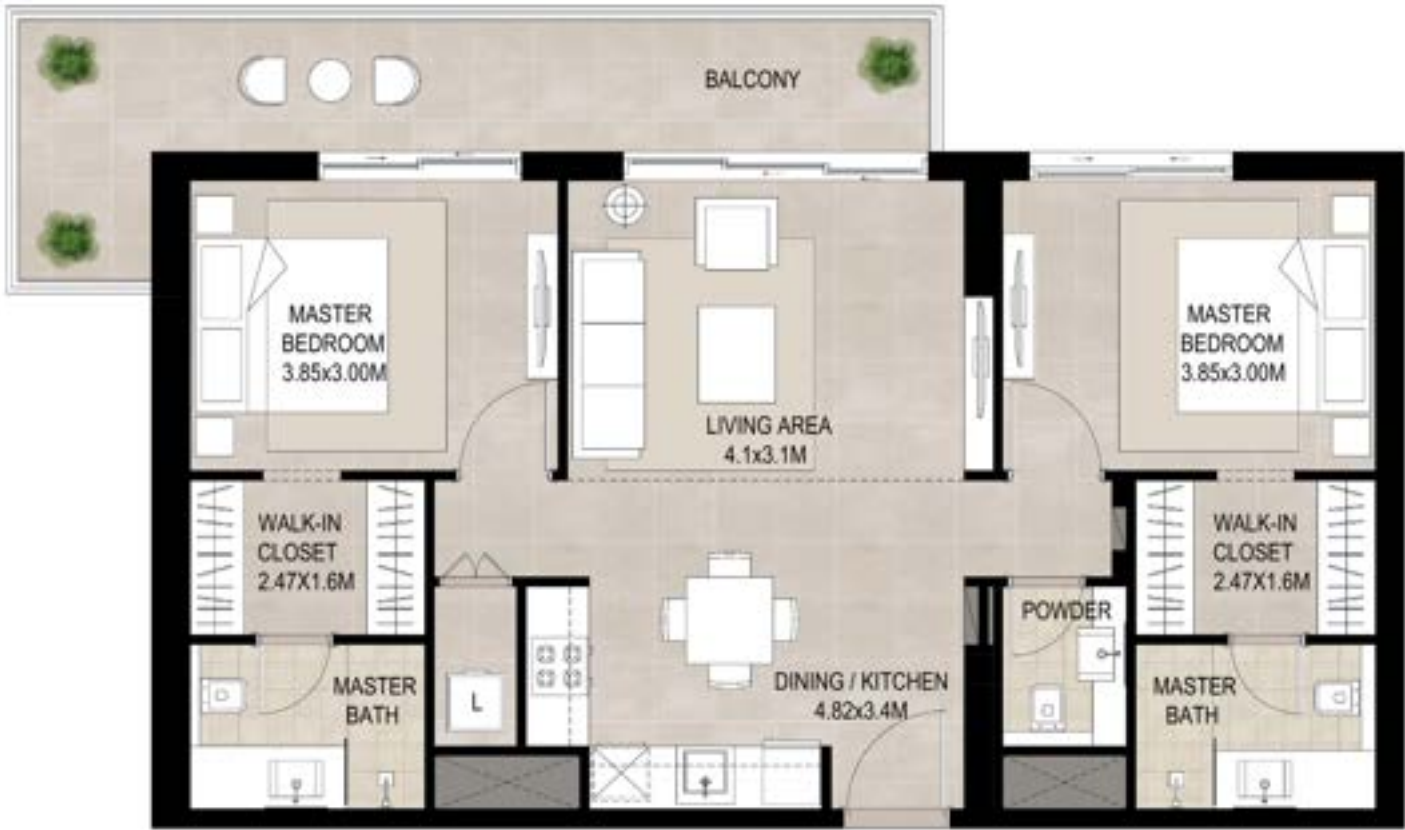 BALCONY
MASTER
BEDROOM
3.85x3.00M
LIVING AREA
4.1x3.1M
MASTER
BEDROOM
3.85x3.00M
WALK-IN
CLOSET
2.47X1.6M
WALK-IN
CLOSET
2.47X1.6M
POWDER
MASTER
BATH
L
DINING / KITCHEN
4.82x3.4M
MASTER
BATH